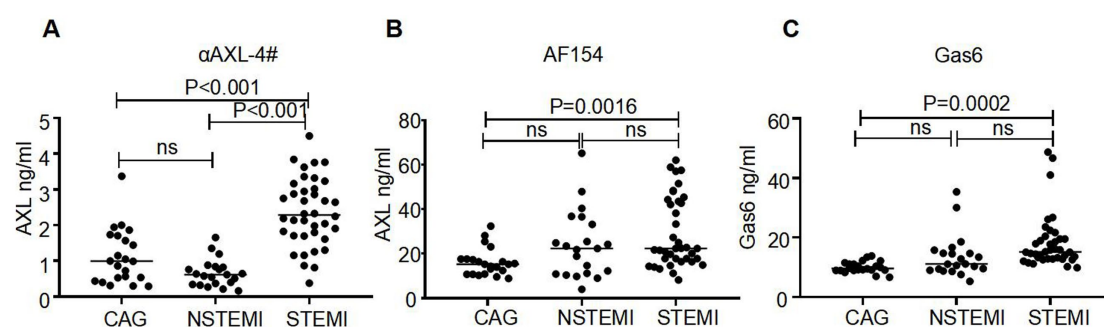 A
αAXL-4#
P<0.001
P<0.001
ns
AXL ng/ml
5
4
3
2
1
0
CAG NSTEMI STEMI
B
AF154
P=0.0016
ns ns
AXL ng/ml
80
60
40
20
0
CAG NSTEMI STEMI
C
Gas6
P=0.0002
ns ns
Gas6 ng/ml
60
40
20
0
CAG NSTEMI STEMI